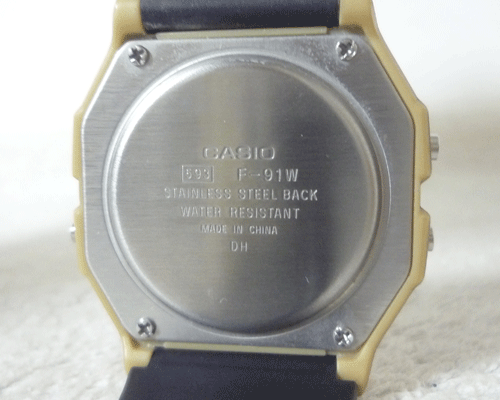 CASIO
593 F-91W
STAINLESS STEEL BACK
WATER RESISTANT
MADE IN CHINA
DH